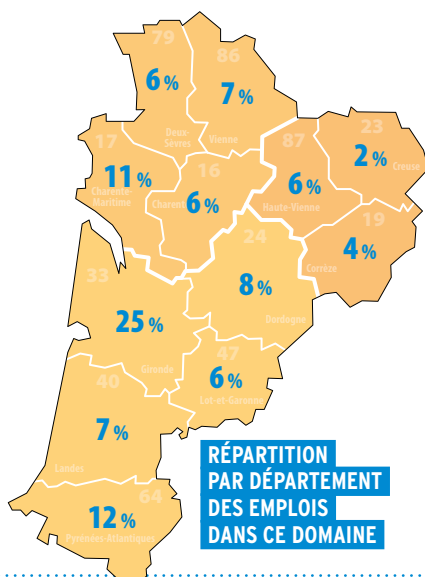 79
6 %
Deux-
Sèvres
86
7 %
Vienne
17
11 %
Charente-
Maritime
16
6 %
Charente
87
6 %
Haute-Vienne
23
2 %
Creuse
19
4 %
Corrèze
24
8 %
Dordogne
33
25 %
Gironde
47
6 %
Lot-et-Garonne
40
7 %
Landes
64
12 %
Pyrénées-Atlantiques
RÉPARTITION
PAR DÉPARTEMENT
DES EMPLOIS
DANS CE DOMAINE